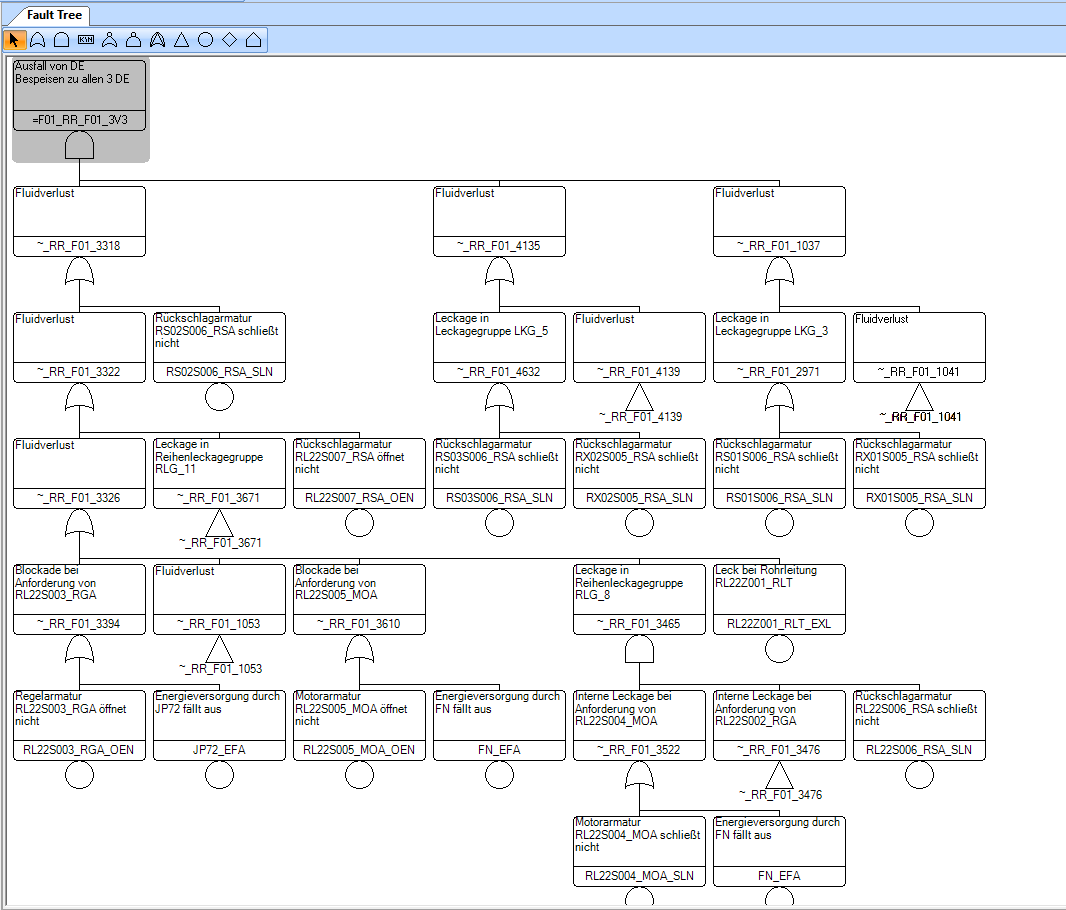 Fault Tree
K\N
Ausfall von DE
Bespeisen zu allen 3 DE
=F01_RR_F01_3V3
Fluidverlust
~_RR_F01_3318
Fluidverlust
~_RR_F01_4135
Fluidverlust
~_RR_F01_1037
Fluidverlust
~_RR_F01_3322
Rückschlagarmatur
RS02S006_RSA schließt
nicht
RS02S006_RSA_SLN
Leckage in
Leckagegruppe LKG_5
~_RR_F01_4632
Fluidverlust
~_RR_F01_4139
~_RR_F01_4139
Leckage in
Leckagegruppe LKG_3
~_RR_F01_2971
Fluidverlust
~_RR_F01_1041
~_RR_F01_1041
Fluidverlust
~_RR_F01_3326
Leckage in
Reihenleckagegruppe
RLG_11
~_RR_F01_3671
~_RR_F01_3671
Rückschlagarmatur
RL22S007_RSA öffnet
nicht
RL22S007_RSA_OEN
Rückschlagarmatur
RS03S006_RSA schließt
nicht
RS03S006_RSA_SLN
Rückschlagarmatur
RX02S005_RSA schließt
nicht
RX02S005_RSA_SLN
Rückschlagarmatur
RS01S006_RSA schließt
nicht
RS01S006_RSA_SLN
Rückschlagarmatur
RX01S005_RSA schließt
nicht
RX01S005_RSA_SLN
Blockade bei
Anforderung von
RL22S003_RGA
~_RR_F01_3394
Fluidverlust
~_RR_F01_1053
~_RR_F01_1053
Blockade bei
Anforderung von
RL22S005_MOA
~_RR_F01_3610
Leckage in
Reihenleckagegruppe
RLG_8
~_RR_F01_3465
Leck bei Rohrleitung
RL22Z001_RLT
RL22Z001_RLT_EXL
Regelarmatur
RL22S003_RGA öffnet
nicht
RL22S003_RGA_OEN
Energieversorgung durch
JP72 fällt aus
JP72_EFA
Motorarmatur
RL22S005_MOA öffnet
nicht
RL22S005_MOA_OEN
Energieversorgung durch
FN fällt aus
FN_EFA
Interne Leckage bei
Anforderung von
RL22S004_MOA
~_RR_F01_3522
Interne Leckage bei
Anforderung von
RL22S002_RGA
~_RR_F01_3476
~_RR_F01_3476
Rückschlagarmatur
RL22S006_RSA schließt
nicht
RL22S006_RSA_SLN
Motorarmatur
RL22S004_MOA schließt
nicht
RL22S004_MOA_SLN
Energieversorgung durch
FN fällt aus
FN_EFA